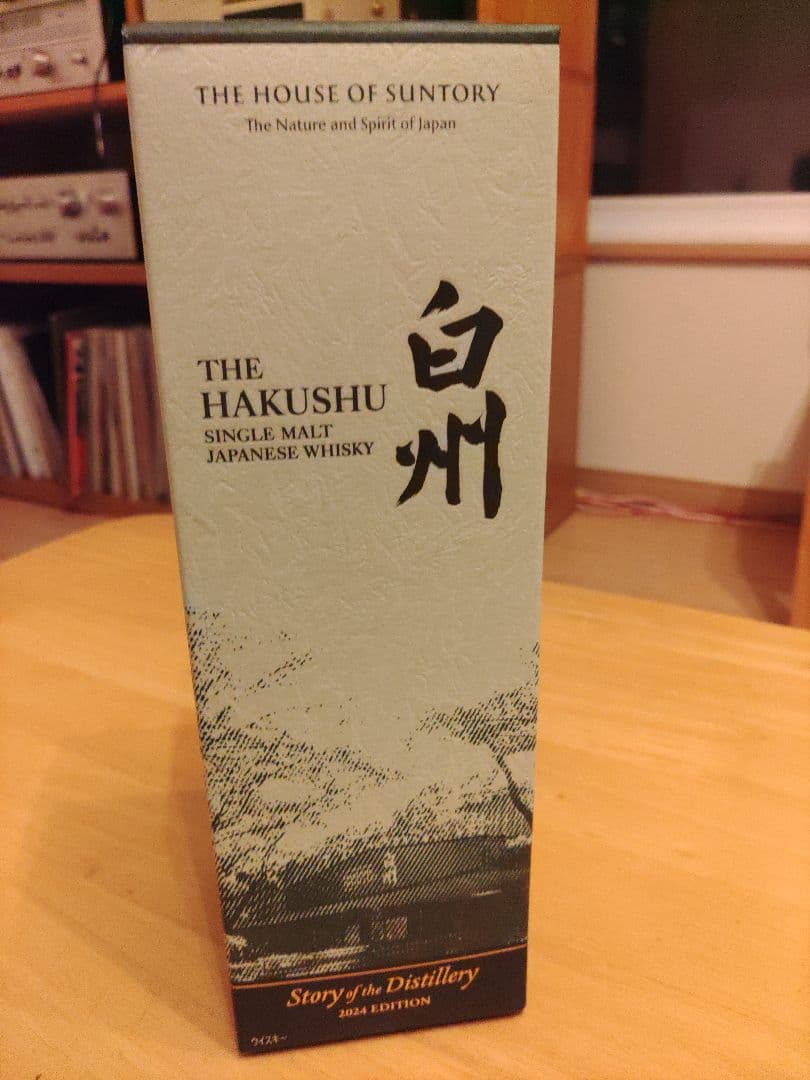 THE HOUSE OF SUNTORY
The Nature and Spirit of Japan
白州
THE
HAKUSHU
SINGLE MALT
JAPANESE WHISKY
Story of the Distillery
2024 EDITION
ウイスキー